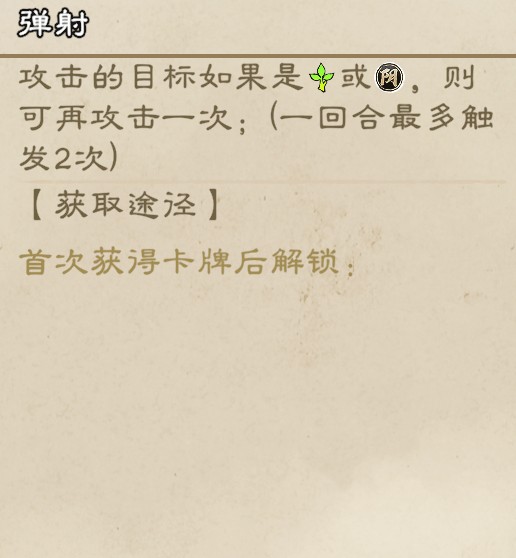 弹射
攻击的目标如果是或阴，则
可再攻击一次；(一回合最多触
发2次)
【获取途径】
首次获得卡牌后解锁；